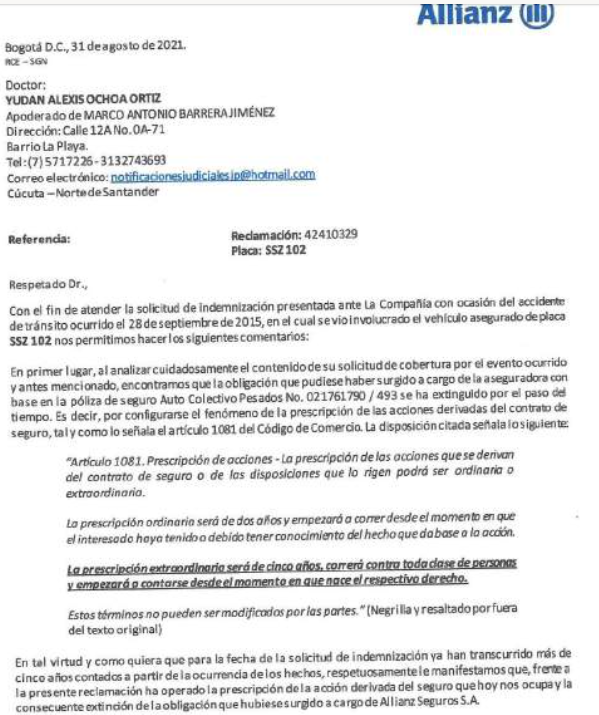 Allianz
Bogotá D.C., 31 de agosto de 2021.
RCE – SGN
Doctor:
YUDAN ALEXIS OCHOA ORTIZ
Apoderado de MARCO ANTONIO BARRERA JIMÉNEZ
Dirección: Calle 12A No. 0A-71
Barrio La Playa.
Tel: (7) 5717226 - 3132743693
Correo electrónico: notificacionesjudicialesjp@hotmail.com
Cúcuta – Norte de Santander
Referencia: Reclamación: 42410329
Placa: SSZ 102
Respetado Dr.,
Con el fin de atender la solicitud de indemnización presentada ante La Compañía con ocasión del accidente
de tránsito ocurrido el 28 de septiembre de 2015, en el cual se vio involucrado el vehículo asegurado de placa
SSZ 102 nos permitimos hacer los siguientes comentarios:
En primer lugar, al analizar cuidadosamente el contenido de su solicitud de cobertura por el evento ocurrido
y antes mencionado, encontramos que la obligación que pudiese haber surgido a cargo de la aseguradora con
base en la póliza de seguro Auto Colectivo Pesados No. 021761790 / 493 se ha extinguido por el paso del
tiempo. Es decir, por configurarse el fenómeno de la prescripción de las acciones derivadas del contrato de
seguro, tal y como lo señala el artículo 1081 del Código de Comercio. La disposición citada señala lo siguiente:
"Artículo 1081. Prescripción de acciones - La prescripción de las acciones que se derivan
del contrato de seguro o de las disposiciones que lo rigen podrá ser ordinaria o
extraordinaria.
La prescripción ordinaria será de dos años y empezará a correr desde el momento en que
el interesado haya tenido o debido tener conocimiento del hecho que da base a la acción.
La prescripción extraordinaria será de cinco años, correrá contra toda clase de personas
y empezará a contarse desde el momento en que nace el respectivo derecho.
Estos términos no pueden ser modificados por las partes." (Negrilla y resaltado por fuera
del texto original)
En tal virtud y como quiera que para la fecha de la solicitud de indemnización ya han transcurrido más de
cinco años contados a partir de la ocurrencia de los hechos, respetuosamente le manifestamos que, frente a
la presente reclamación ha operado la prescripción de la acción derivada del seguro que hoy nos ocupa y la
consecuente extinción de la obligación que hubiese surgido a cargo de Allianz Seguros S.A.